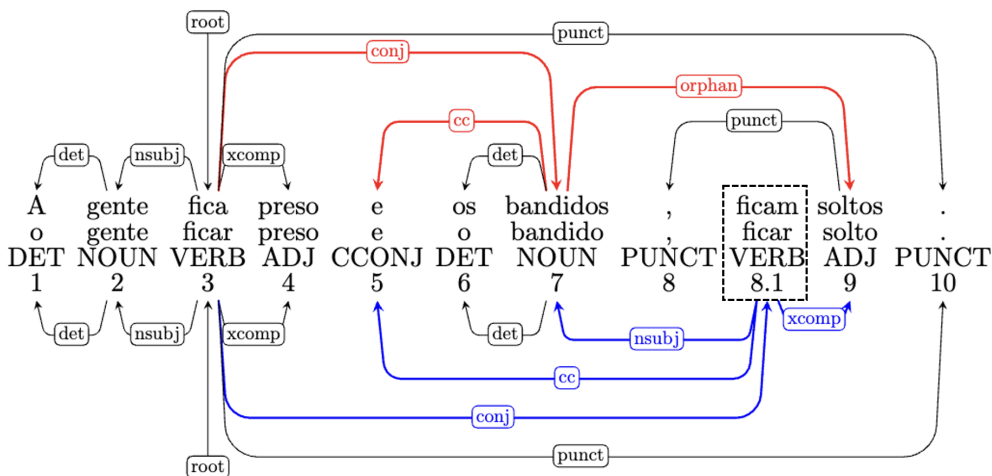 root
punct
conj
orphan
cc
punct
det nsubj xcomp det
A gente fica preso e os bandidos , ficam soltos .
o gente ficar preso e o bandido , ficar solto .
DET NOUN VERB ADJ CCONJ DET NOUN PUNCT VERB ADJ PUNCT
1 2 3 4 5 6 7 8 8.1 9 10
xcomp
det nsubj xcomp det
nsubj
cc
conj
punct
root